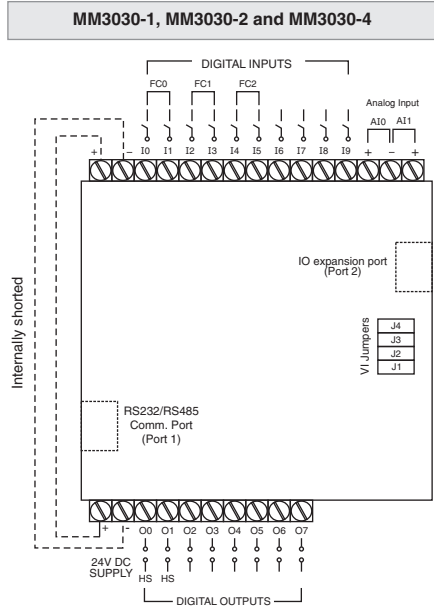 MM3030-1, MM3030-2 and MM3030-4
DIGITAL INPUTS
FC0 FC1 FC2
Analog Input
AI0 AI1
+ - I0 I1 I2 I3 I4 I5 I6 I7 I8 I9 + - +
IO expansion port
(Port 2)
Internally shorted
VI Jumpers
J4
J3
J2
J1
RS232/RS485
Comm. Port
(Port 1)
+ - O0 O1 O2 O3 O4 O5 O6 O7
24V DC
SUPPLY
HS HS
DIGITAL OUTPUTS